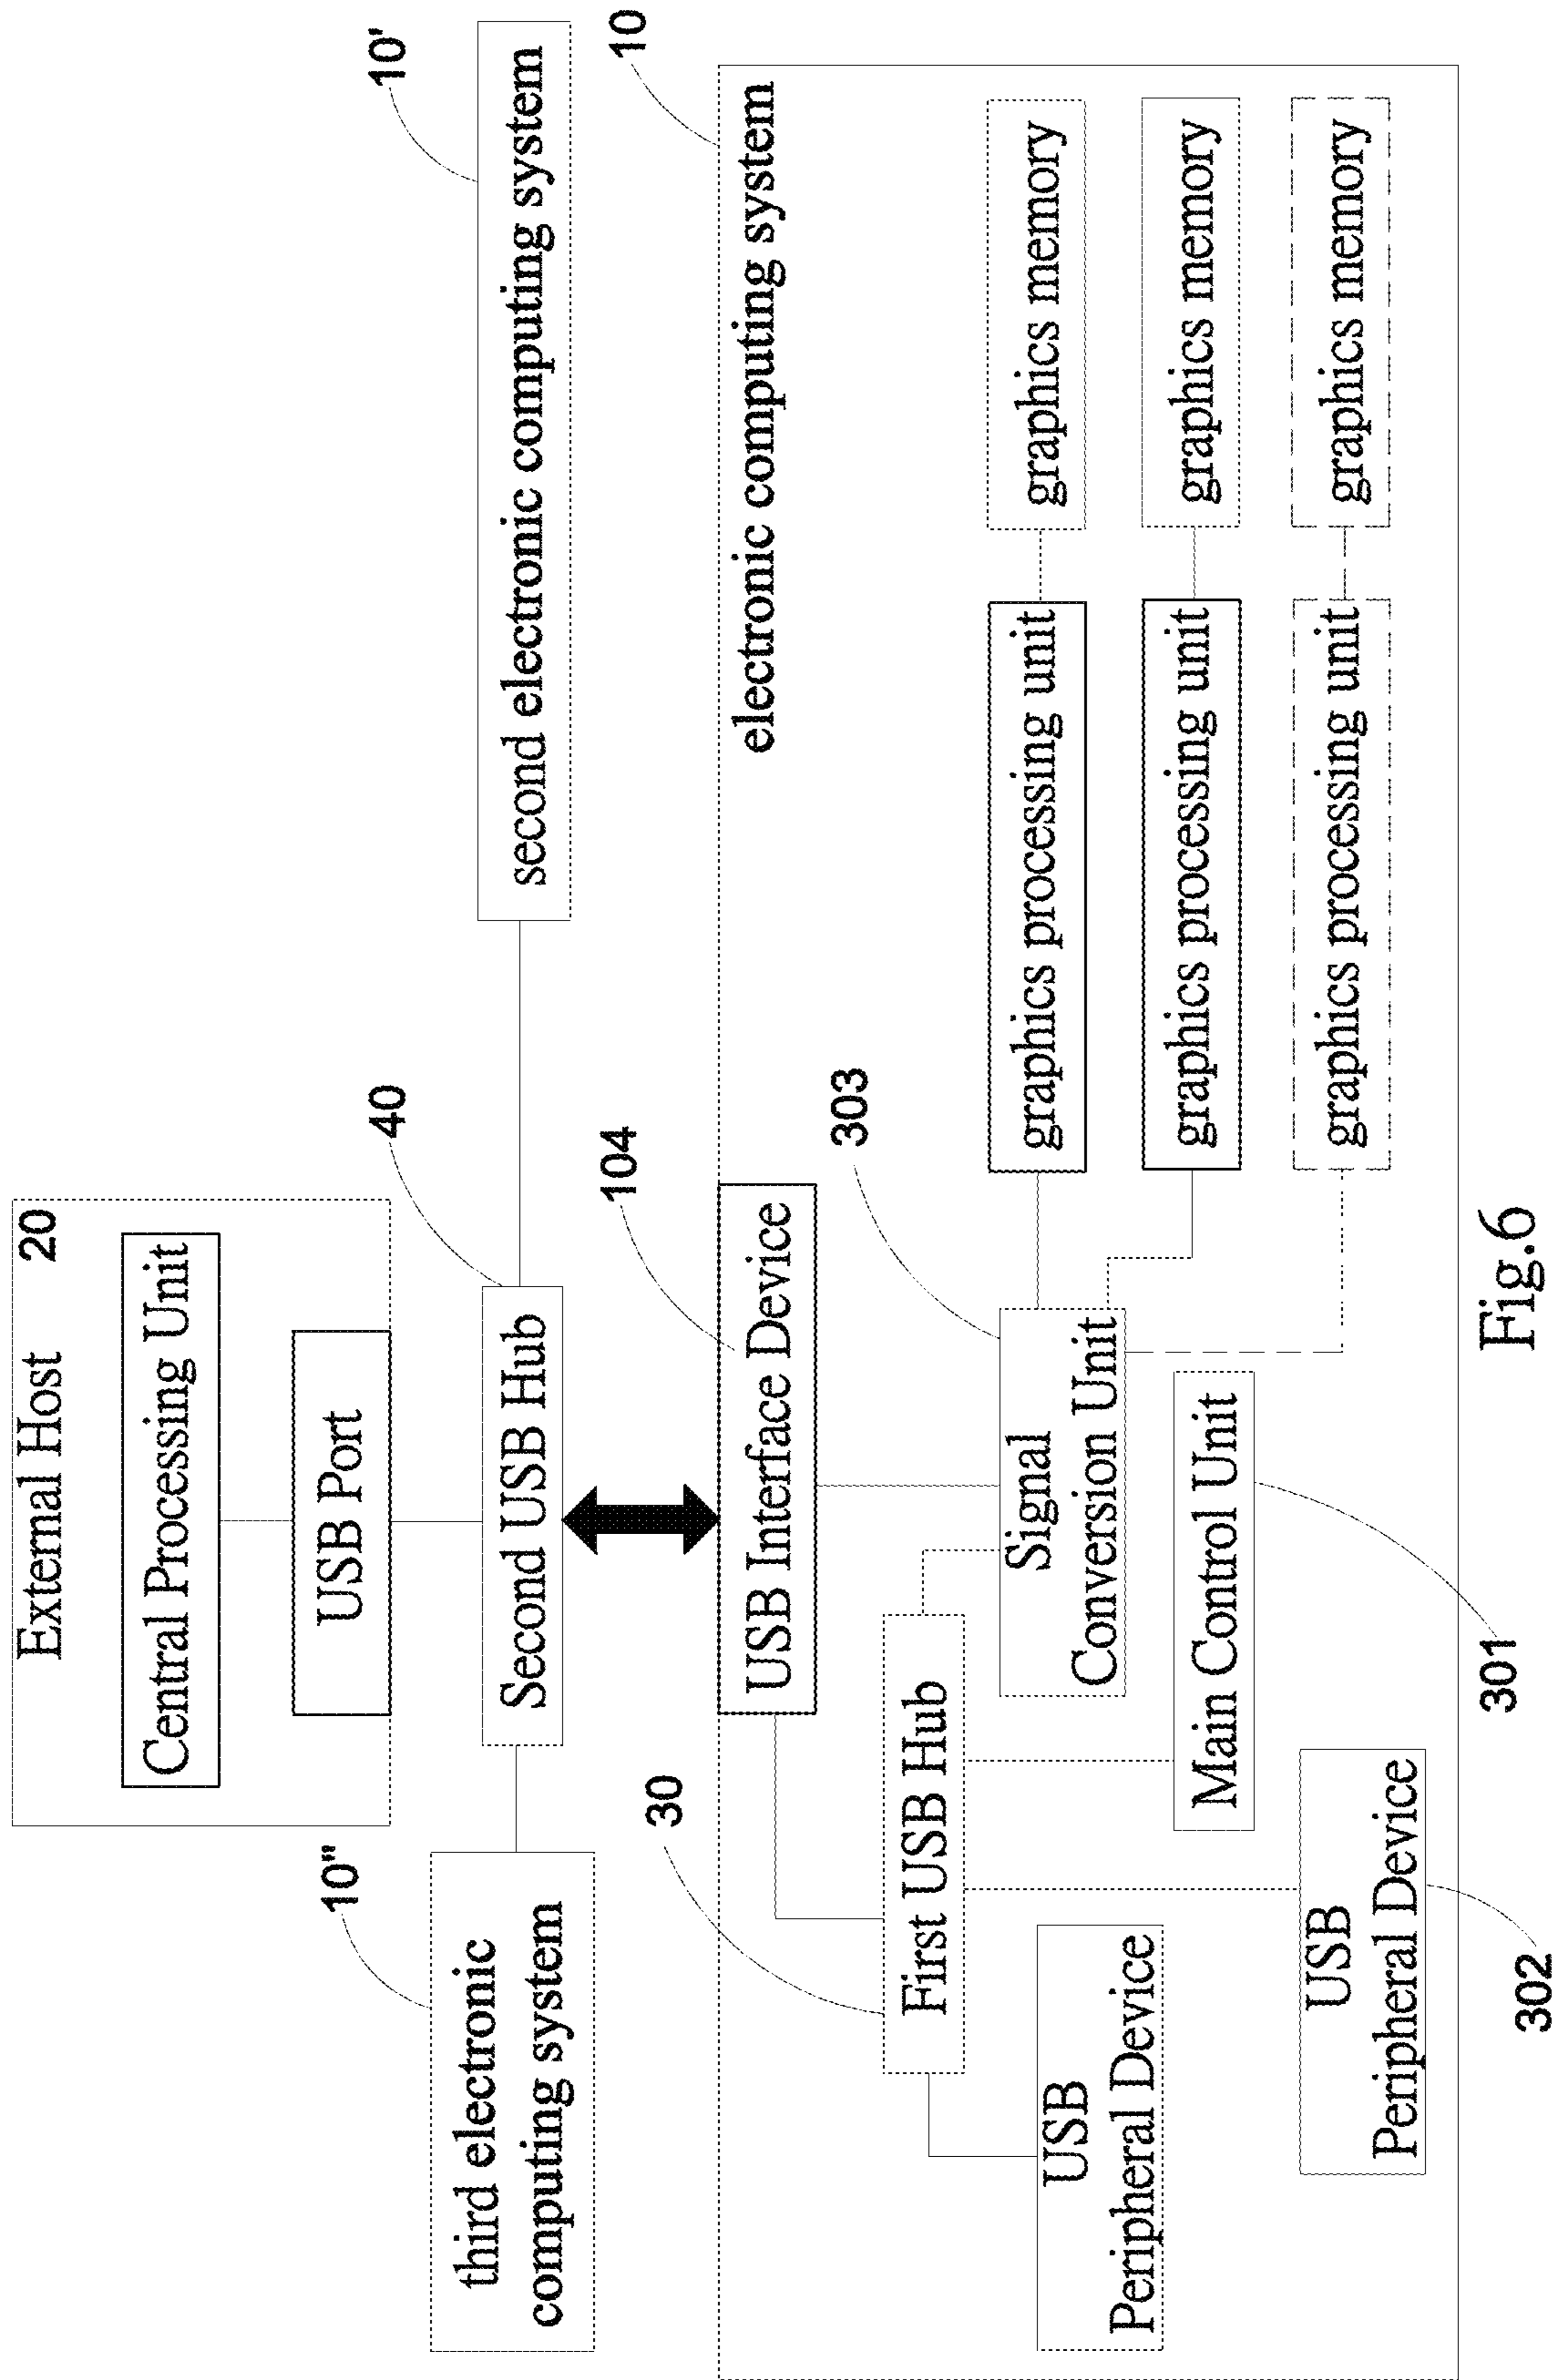 External Host 20
Central Processing Unit
USB Port
10"
40
10'
third electronic
computing system
Second USB Hub
second electronic computing system
30
104
10
USB Interface Device
electronic computing system
First USB Hub
303
Signal
Conversion Unit
graphics processing unit
graphics memory
USB
Peripheral Device
Main Control Unit
graphics processing unit
graphics memory
USB
Peripheral Device
graphics processing unit
graphics memory
302
301
Fig.6